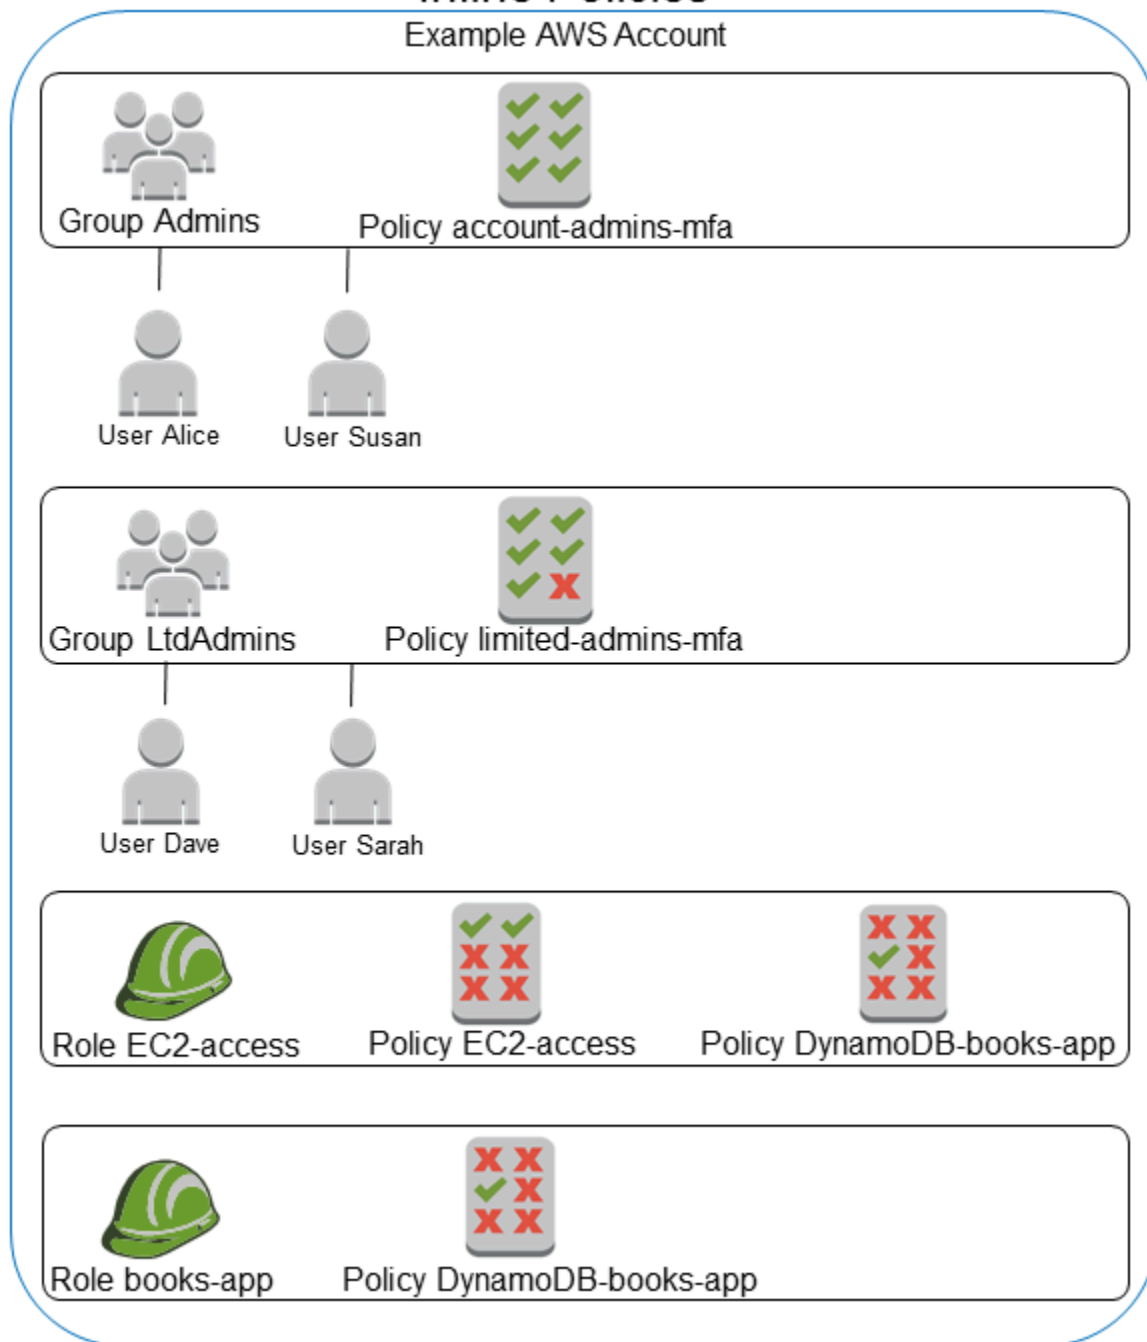 Example AWS Account
Group Admins
Policy account-admins-mfa
User Alice
User Susan
Group LtdAdmins
Policy limited-admins-mfa
User Dave
User Sarah
Role EC2-access
Policy EC2-access
Policy DynamoDB-books-app
Role books-app
Policy DynamoDB-books-app